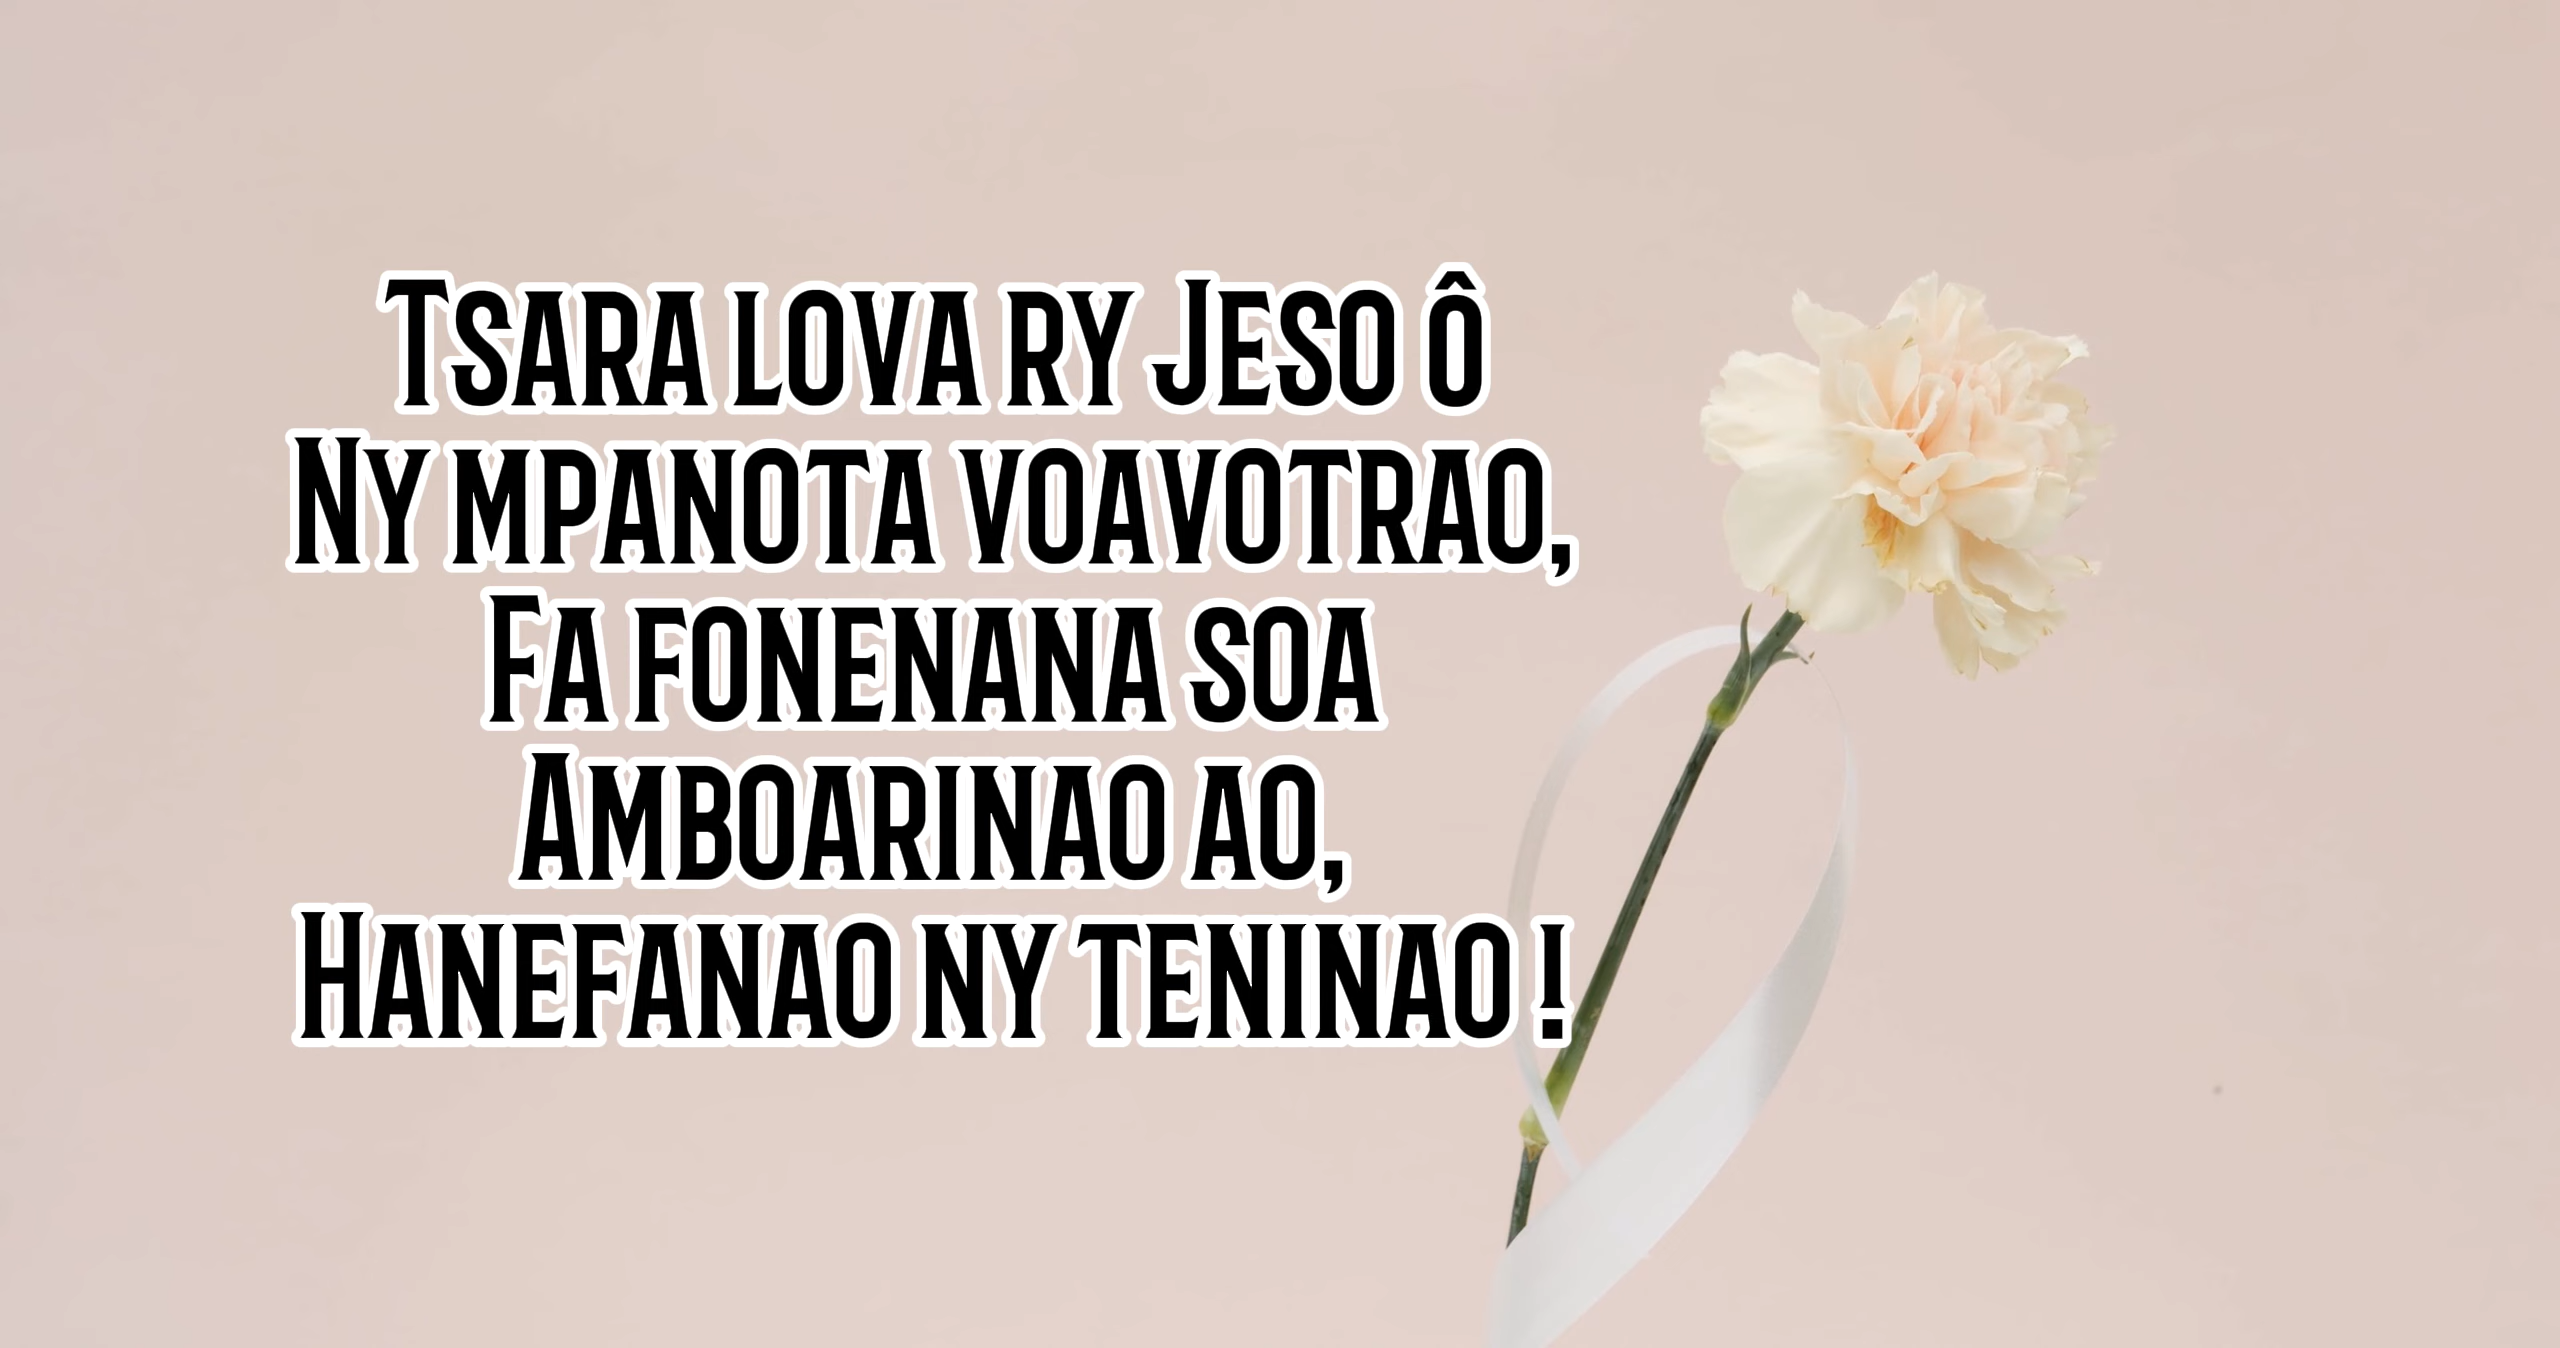 Tsara lova ry Jeso ô
Ny mpanota voavotrao,
Fa fonenana soa
Amboarinao ao,
Hanefanao ny teninao !